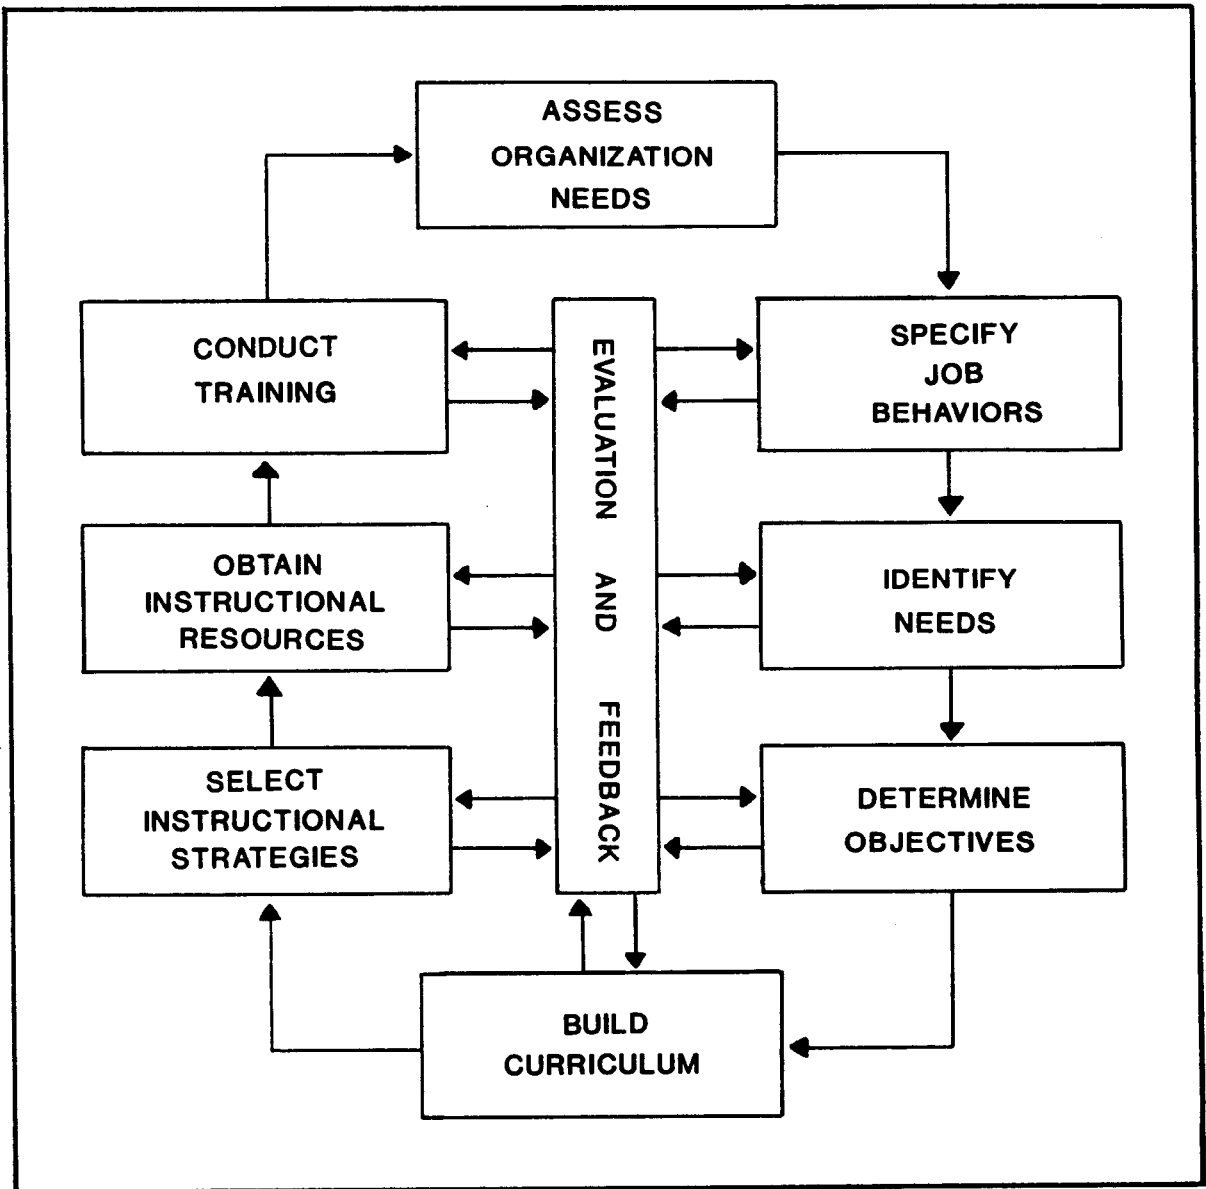 ASSESS
ORGANIZATION
NEEDS
CONDUCT
TRAINING
EVALUATION AND FEEDBACK
SPECIFY
JOB
BEHAVIORS
OBTAIN
INSTRUCTIONAL
RESOURCES
IDENTIFY
NEEDS
SELECT
INSTRUCTIONAL
STRATEGIES
DETERMINE
OBJECTIVES
BUILD
CURRICULUM